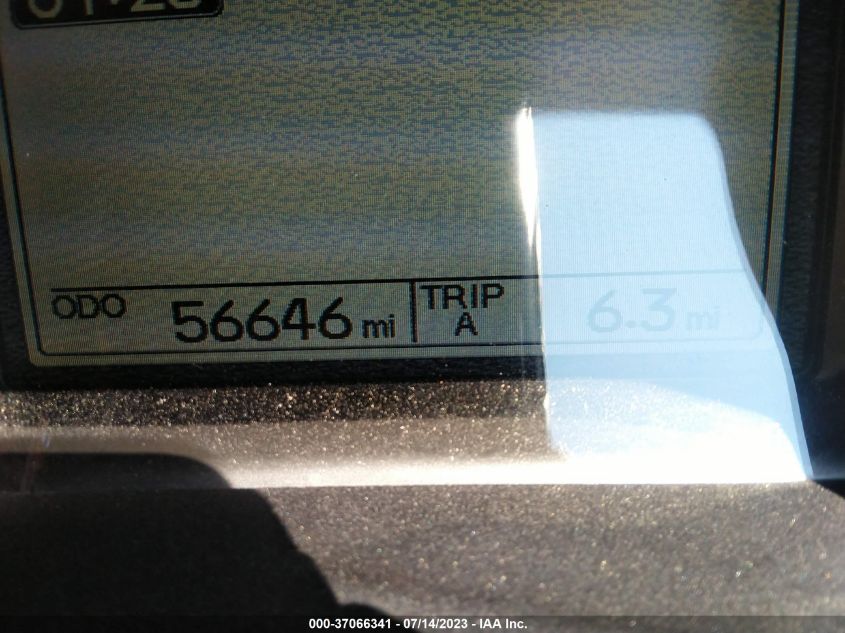 ODO 56646 mi TRIP A 6.3 mi
000-37066341 - 07/14/2023 - IAA Inc.